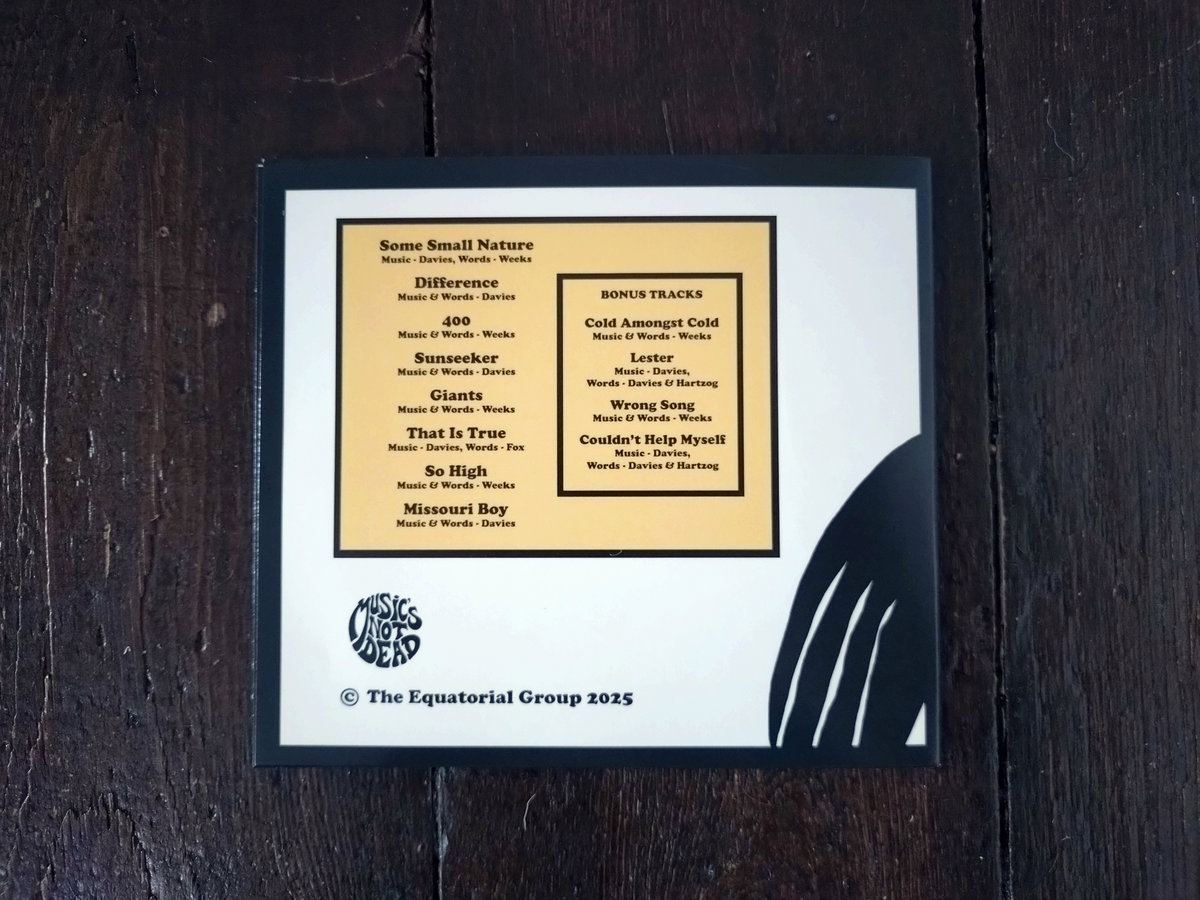 Some Small Nature
Music - Davies, Words - Weeks
Difference
Music & Words - Davies
400
Music & Words - Weeks
Sunseeker
Music & Words - Davies
Giants
Music & Words - Weeks
That Is True
Music - Davies, Words - Fox
So High
Music & Words - Weeks
Missouri Boy
Music & Words - Davies
BONUS TRACKS
Cold Amongst Cold
Music & Words - Weeks
Lester
Music - Davies,
Words - Davies & Hartzog
Wrong Song
Music & Words - Weeks
Couldn't Help Myself
Music - Davies,
Words - Davies & Hartzog
MUSIC'S
NOT
DEAD
© The Equatorial Group 2025